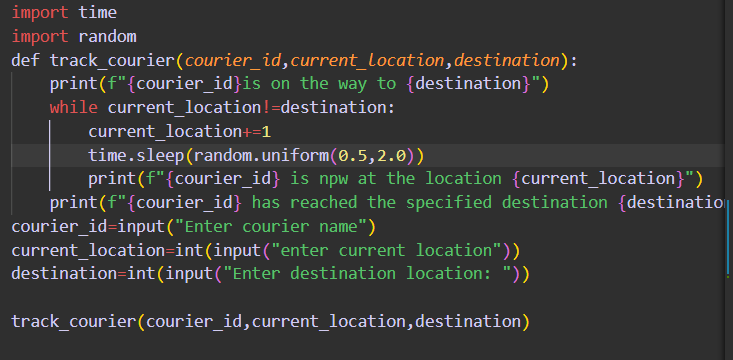 import time
import random
def track_courier(courier_id,current_location,destination):
    print(f"{courier_id}is on the way to {destination}")
    while current_location!=destination:
        current_location+=1
        time.sleep(random.uniform(0.5,2.0))
        print(f"{courier_id} is npw at the location {current_location}")
    print(f"{courier_id} has reached the specified destination {destinatio
courier_id=input("Enter courier name")
current_location=int(input("enter current location"))
destination=int(input("Enter destination location: "))
track_courier(courier_id,current_location,destination)